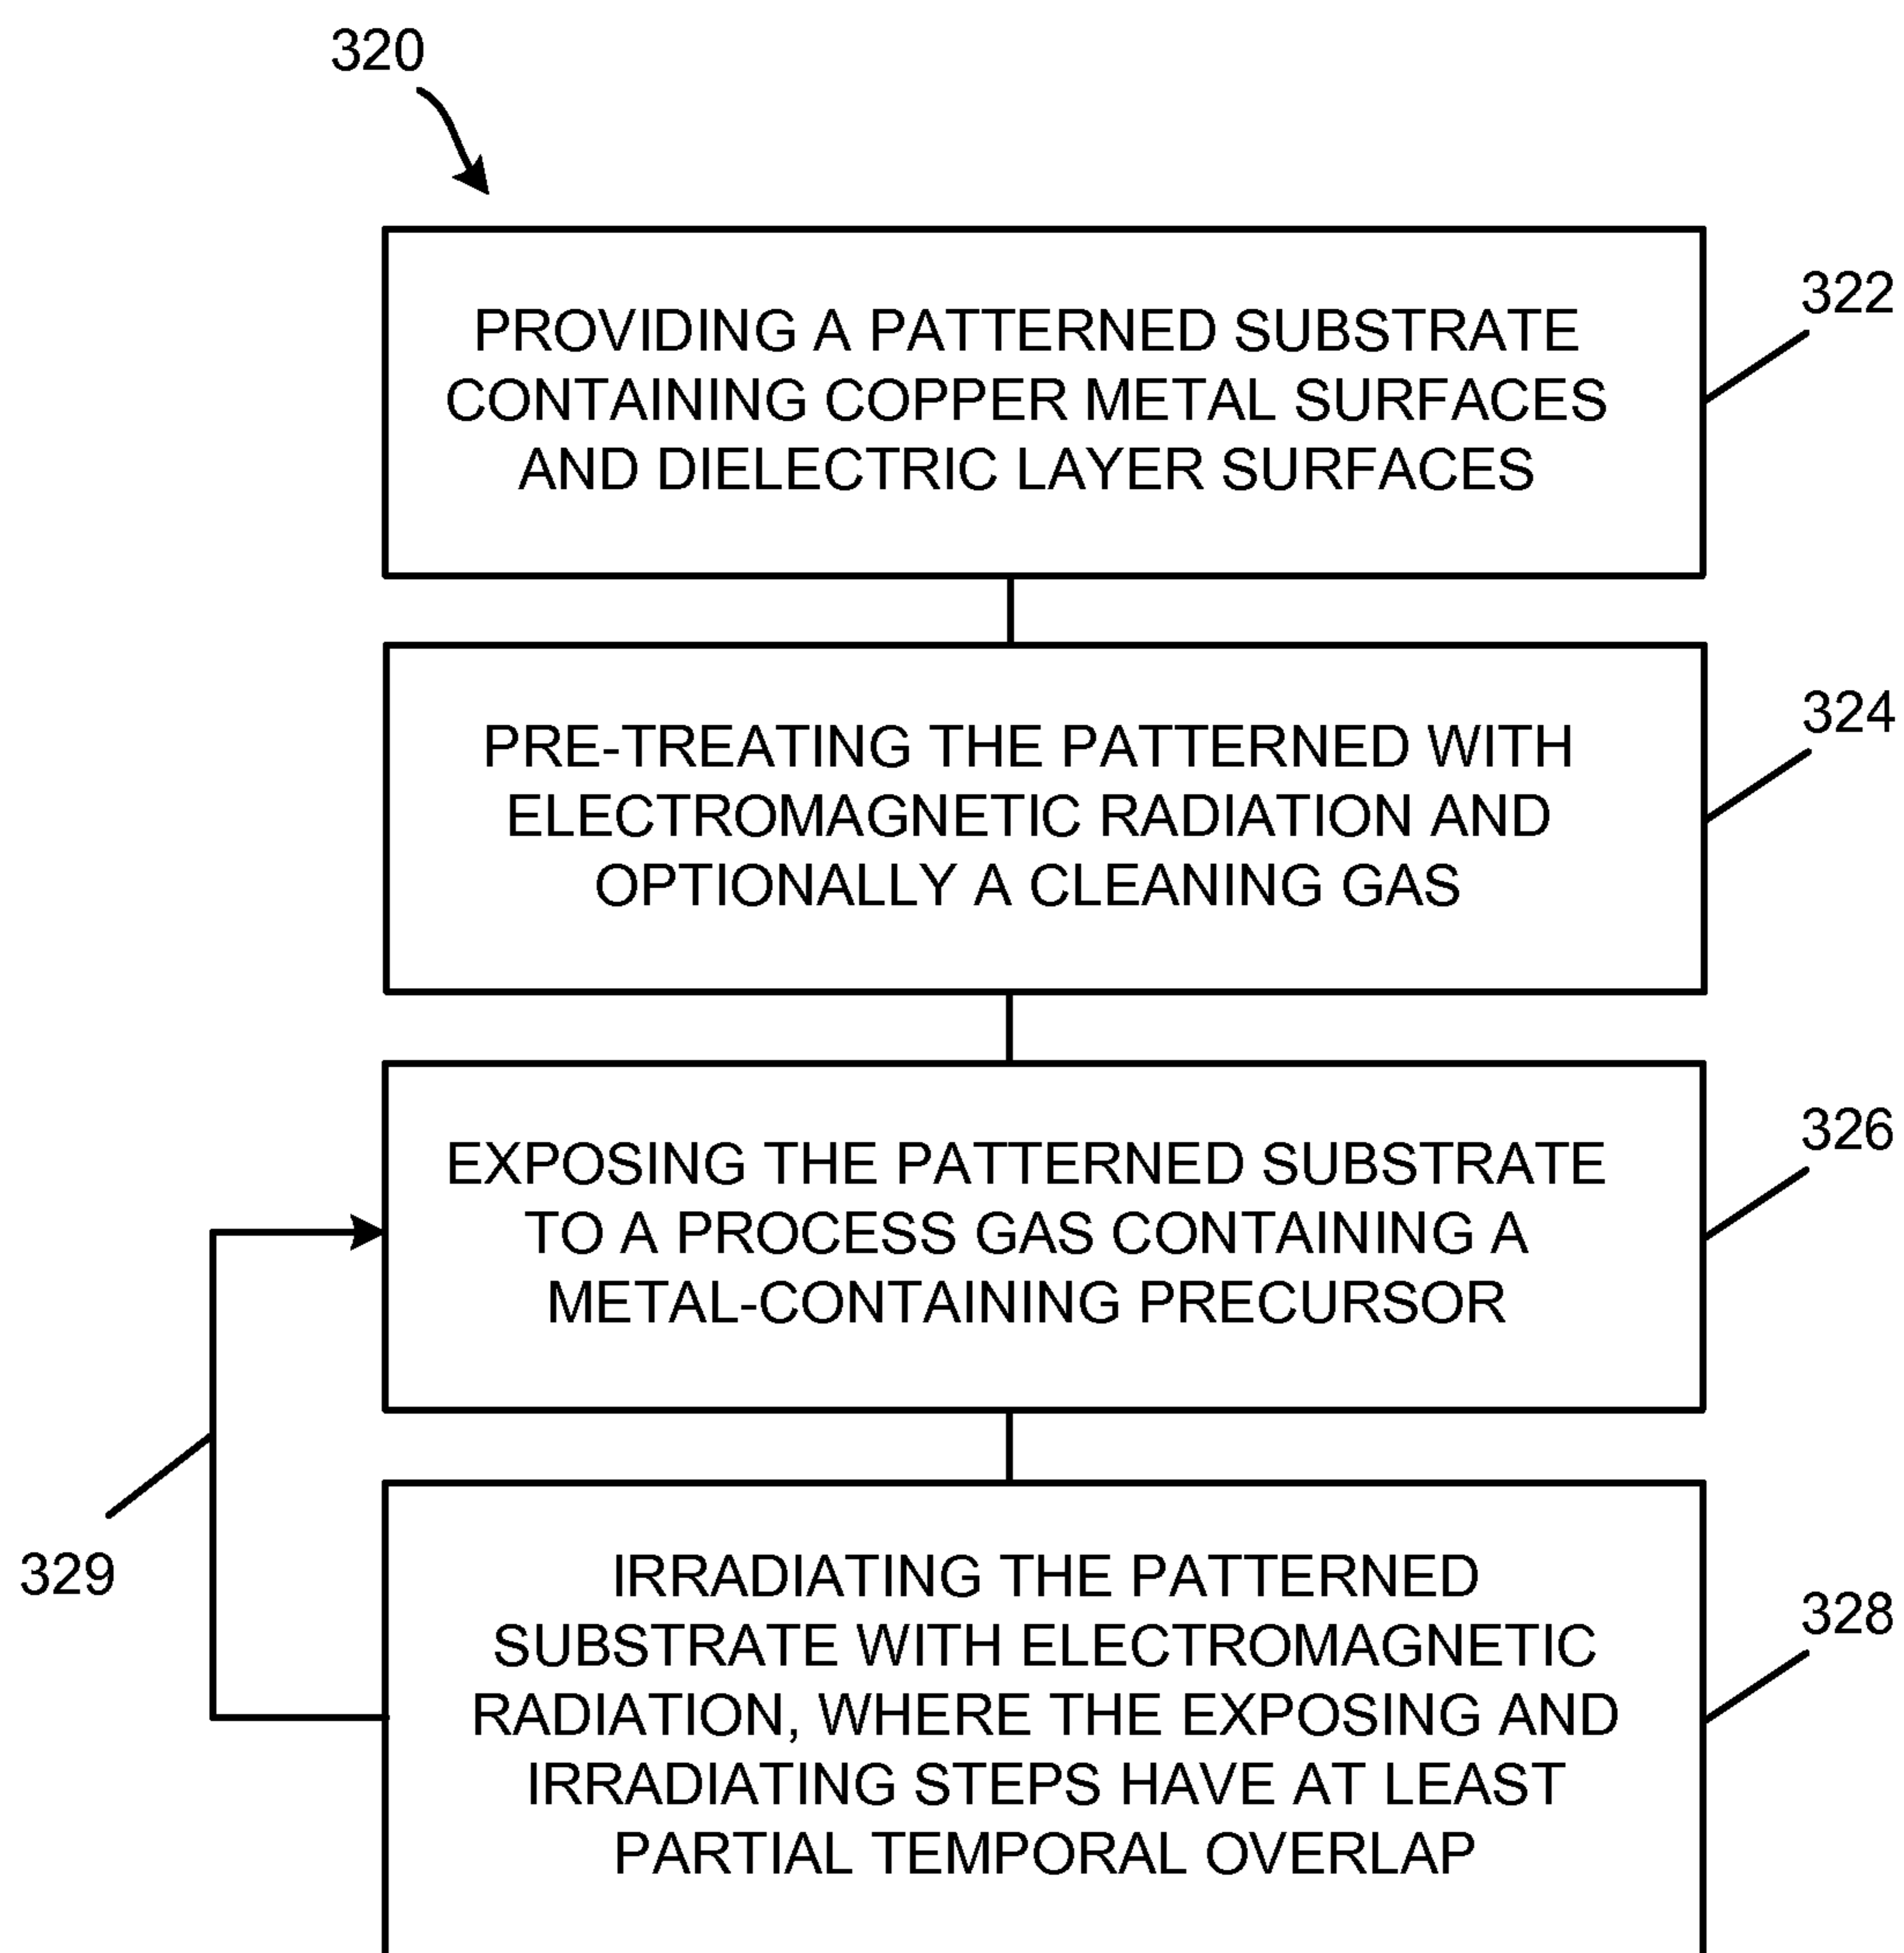 320
PROVIDING A PATTERNED SUBSTRATE
CONTAINING COPPER METAL SURFACES
AND DIELECTRIC LAYER SURFACES
322
PRE-TREATING THE PATTERNED WITH
ELECTROMAGNETIC RADIATION AND
OPTIONALLY A CLEANING GAS
324
EXPOSING THE PATTERNED SUBSTRATE
TO A PROCESS GAS CONTAINING A
METAL-CONTAINING PRECURSOR
326
329
IRRADIATING THE PATTERNED
SUBSTRATE WITH ELECTROMAGNETIC
RADIATION, WHERE THE EXPOSING AND
IRRADIATING STEPS HAVE AT LEAST
PARTIAL TEMPORAL OVERLAP
328